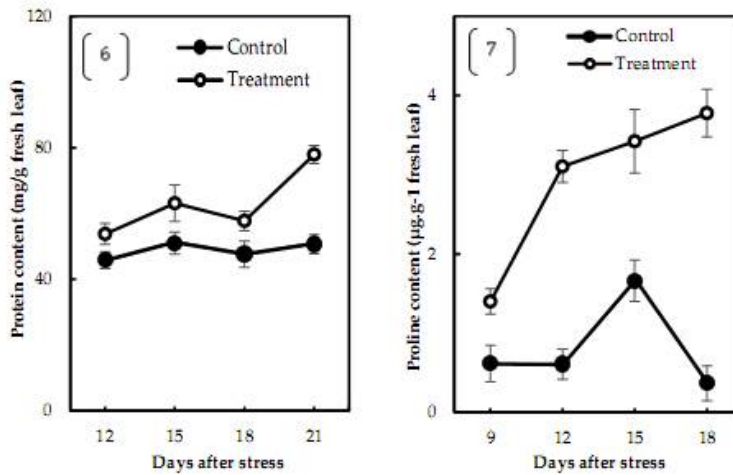 6
Control
Treatment
Protein content (mg/g fresh leaf)
120
80
40
0
12 15 18 21
Days after stress
7
Control
Treatment
Proline content (µg.g-1 fresh leaf)
4
2
0
9 12 15 18
Days after stress